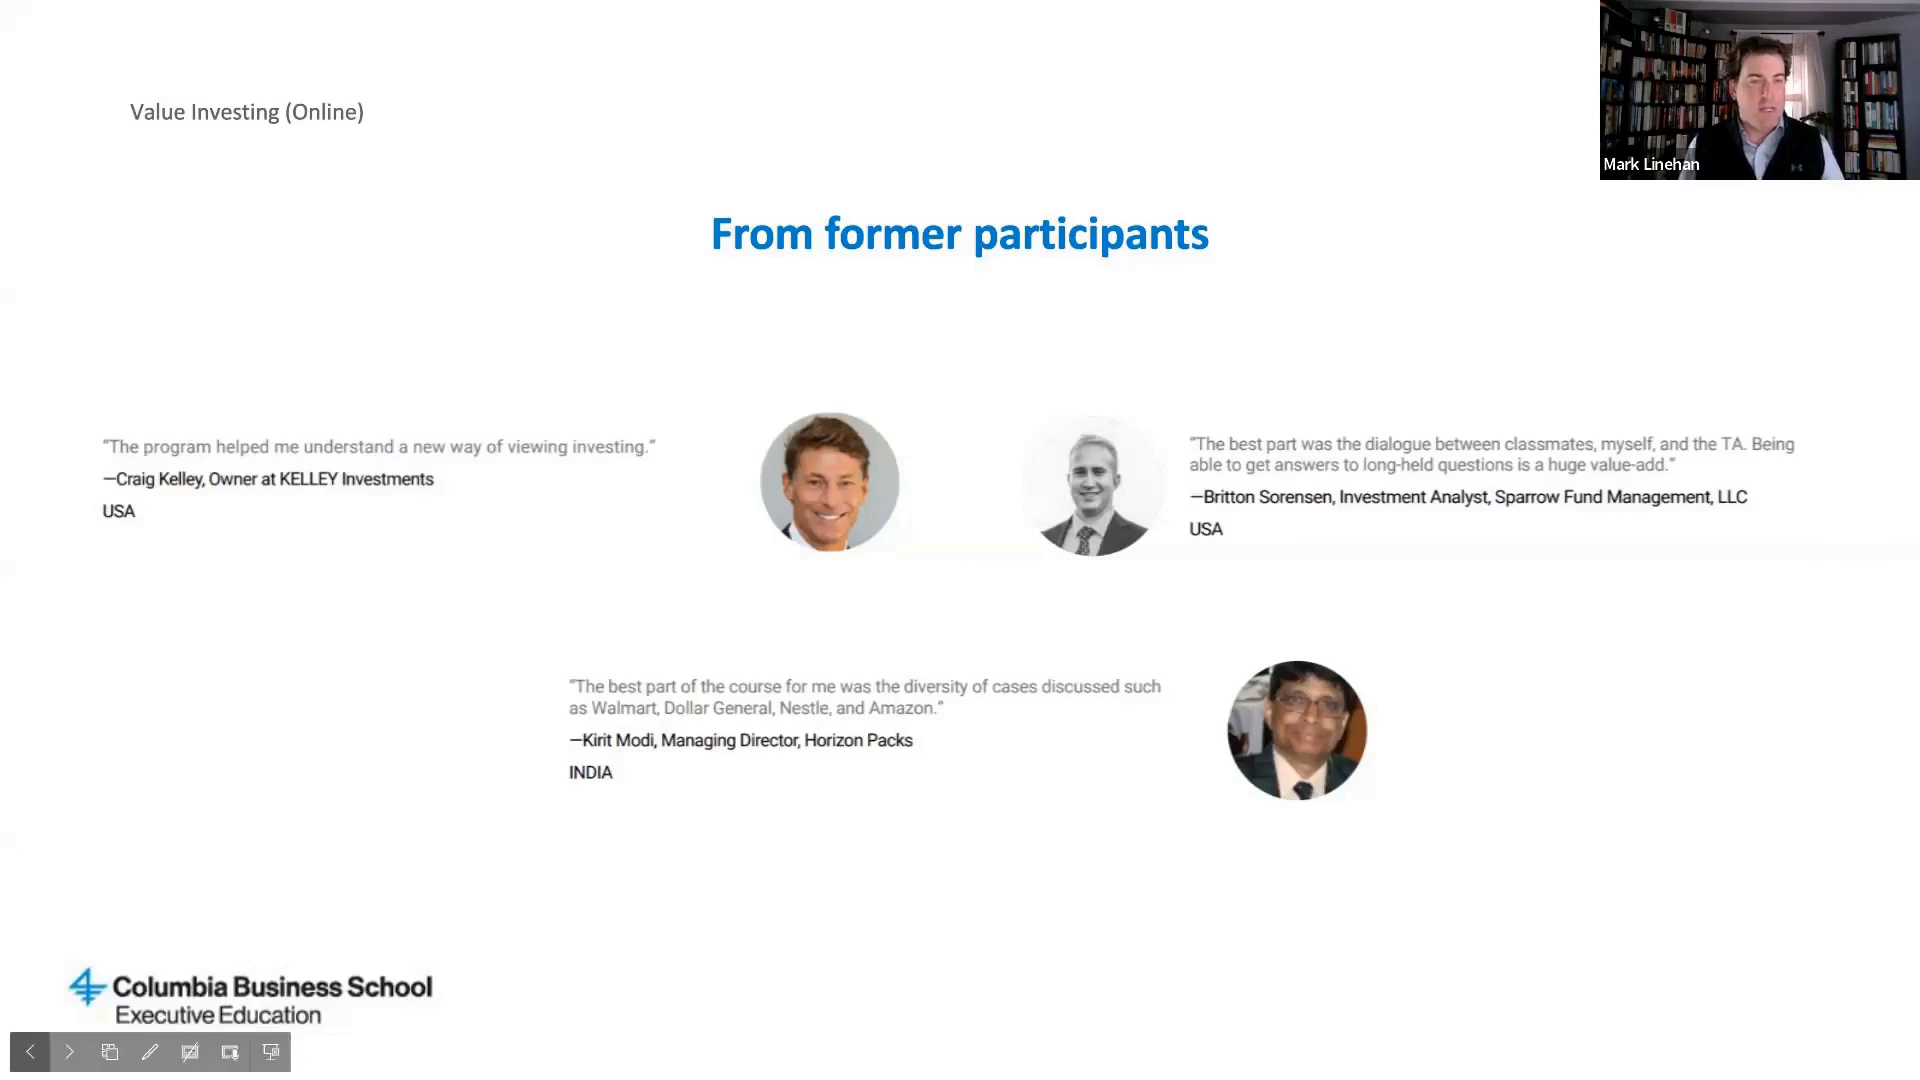 Value Investing (Online)
Mark Linehan
From former participants
“The program helped me understand a new way of viewing investing.”
—Craig Kelley, Owner at KELLEY Investments
USA
“The best part was the dialogue between classmates, myself, and the TA. Being
able to get answers to long-held questions is a huge value-add.”
—Britton Sorensen, Investment Analyst, Sparrow Fund Management, LLC
USA
“The best part of the course for me was the diversity of cases discussed such
as Walmart, Dollar General, Nestle, and Amazon.”
—Kirit Modi, Managing Director, Horizon Packs
INDIA
Columbia Business School
Executive Education